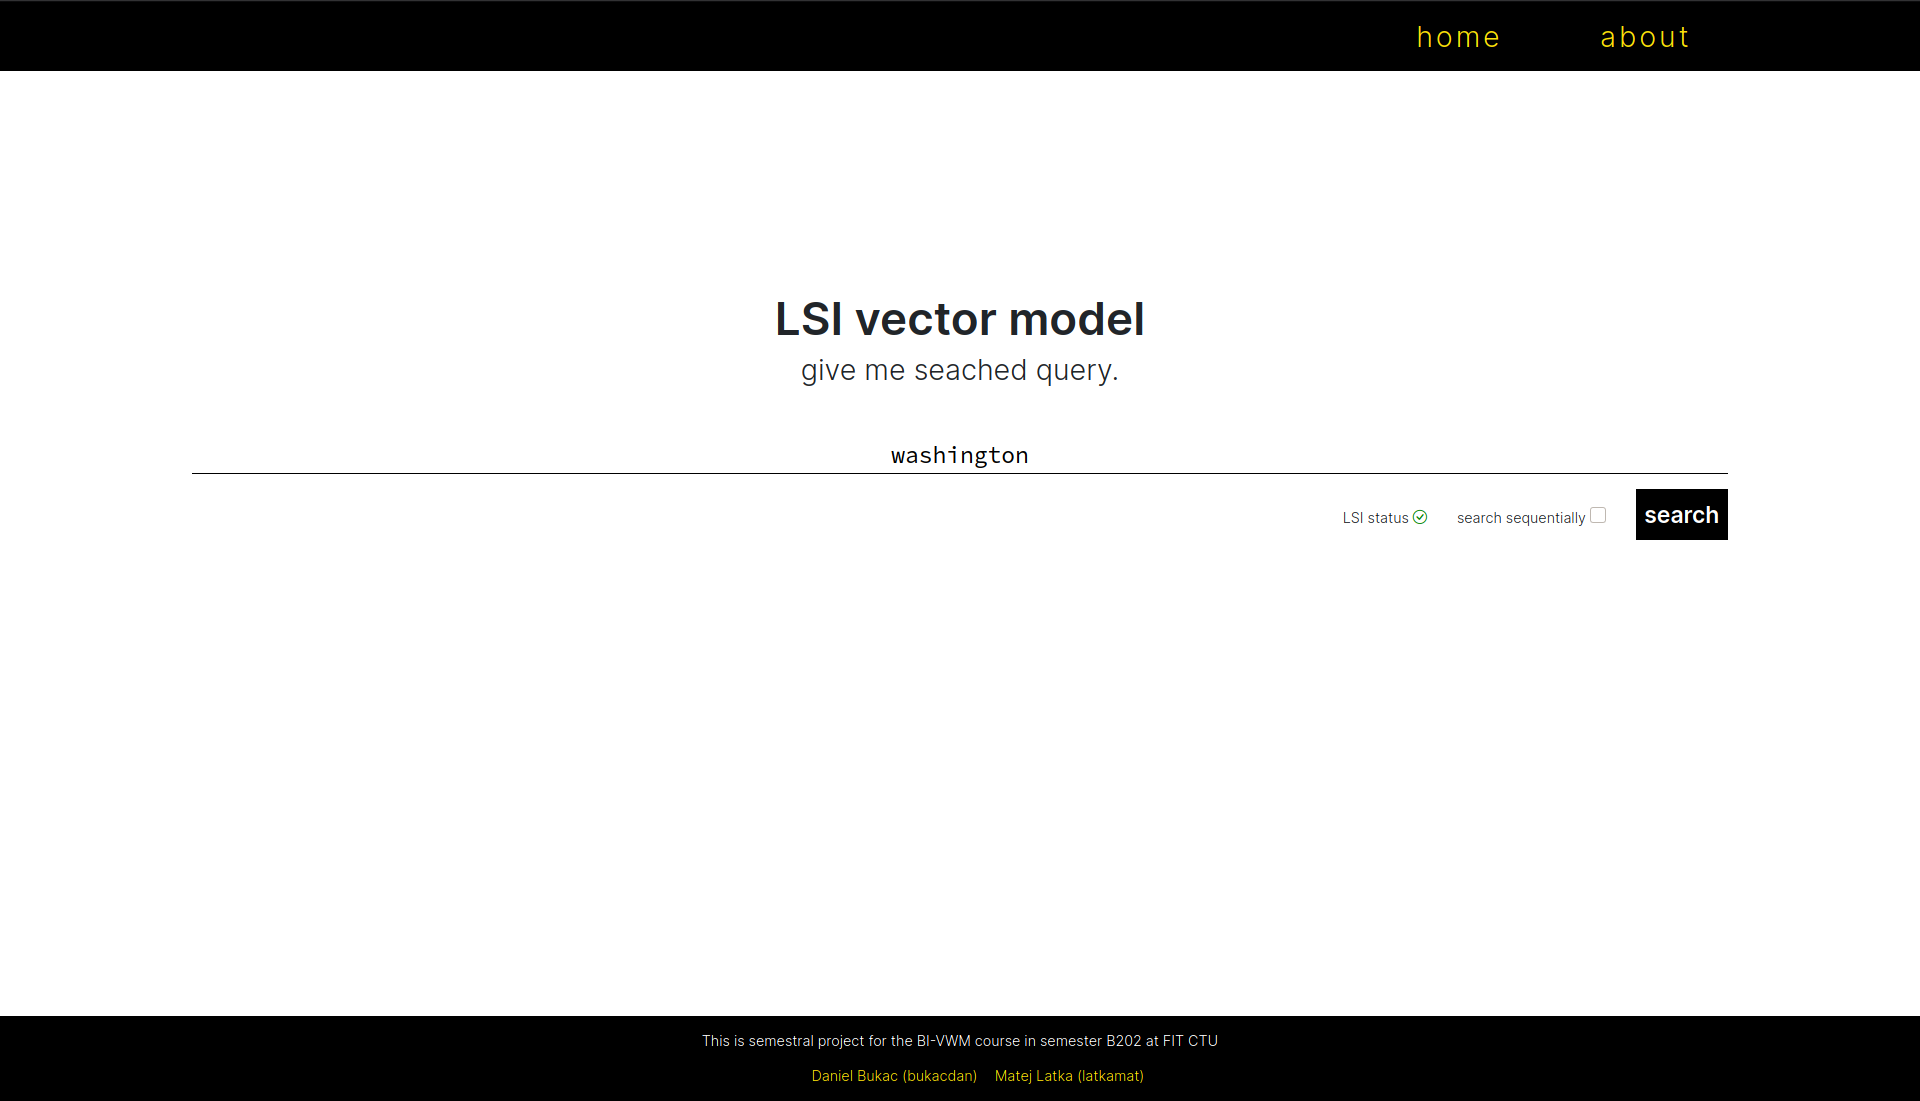 home about
LSI vector model
give me seached query.
washington
LSI status search sequentially search
This is semestral project for the BI-VWM course in semester B202 at FIT CTU
Daniel Bukac (bukacdan) Matej Latka (latkamat)